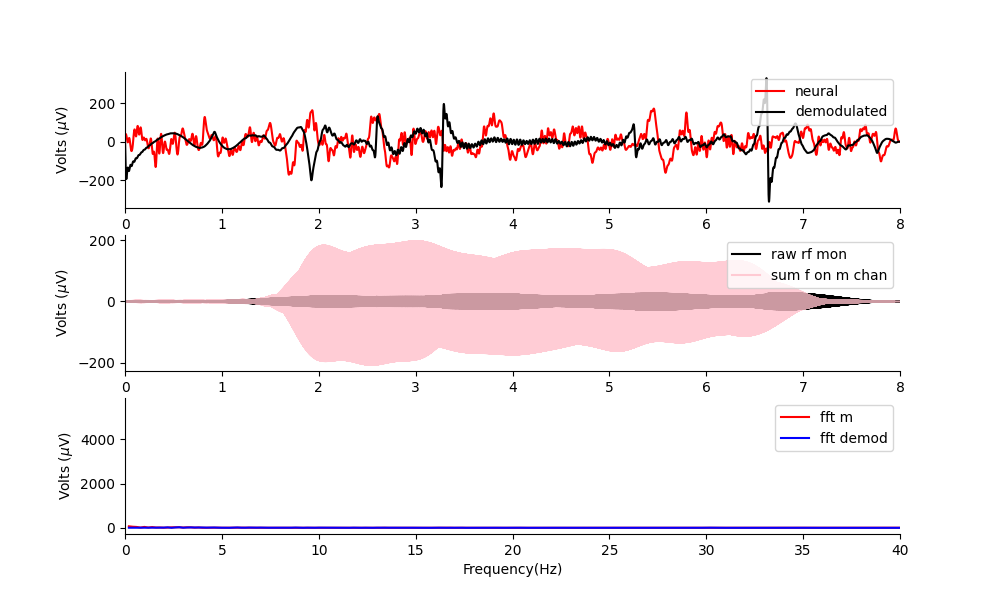 200
0
−200
Volts (μV)
neural
demodulated
0 1 2 3 4 5 6 7 8
200
0
−200
Volts (μV)
raw rf mon
sum f on m chan
0 1 2 3 4 5 6 7 8
4000
2000
0
Volts (μV)
fft m
fft demod
0 5 10 15 20 25 30 35 40
Frequency(Hz)